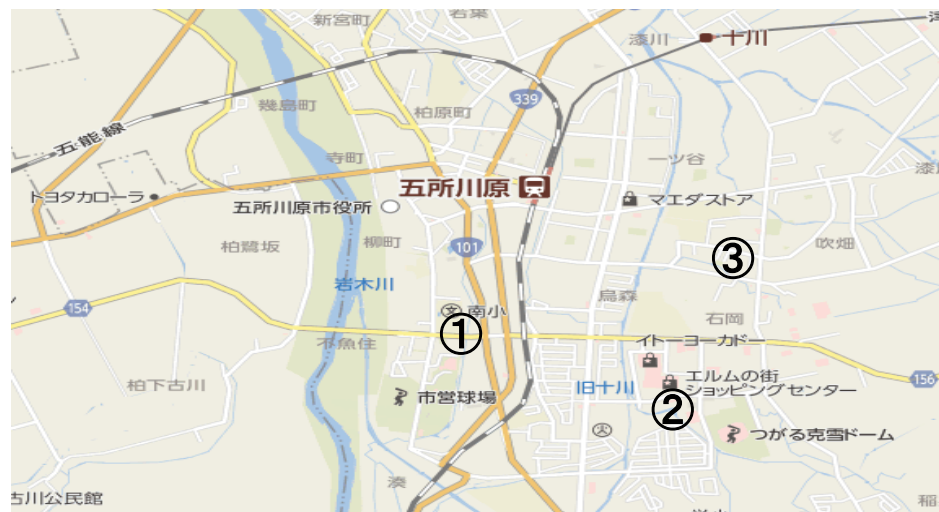 新宮町
若葉
漆川
十川
339
幾島町
柏原町
五能線
寺町
一ツ谷
五所川原
トヨタカローラ
五所川原市役所
マエダストア
柏鷺坂
柳町
101
吹畑
③
岩木川
154
文
南小
鳥森
石岡
①
不魚住
イトーヨーカドー
柏下古川
旧十川
エルムの街
ショッピングセンター
156
市営球場
②
つがる克雪ドーム
湊
古川公民館
稲